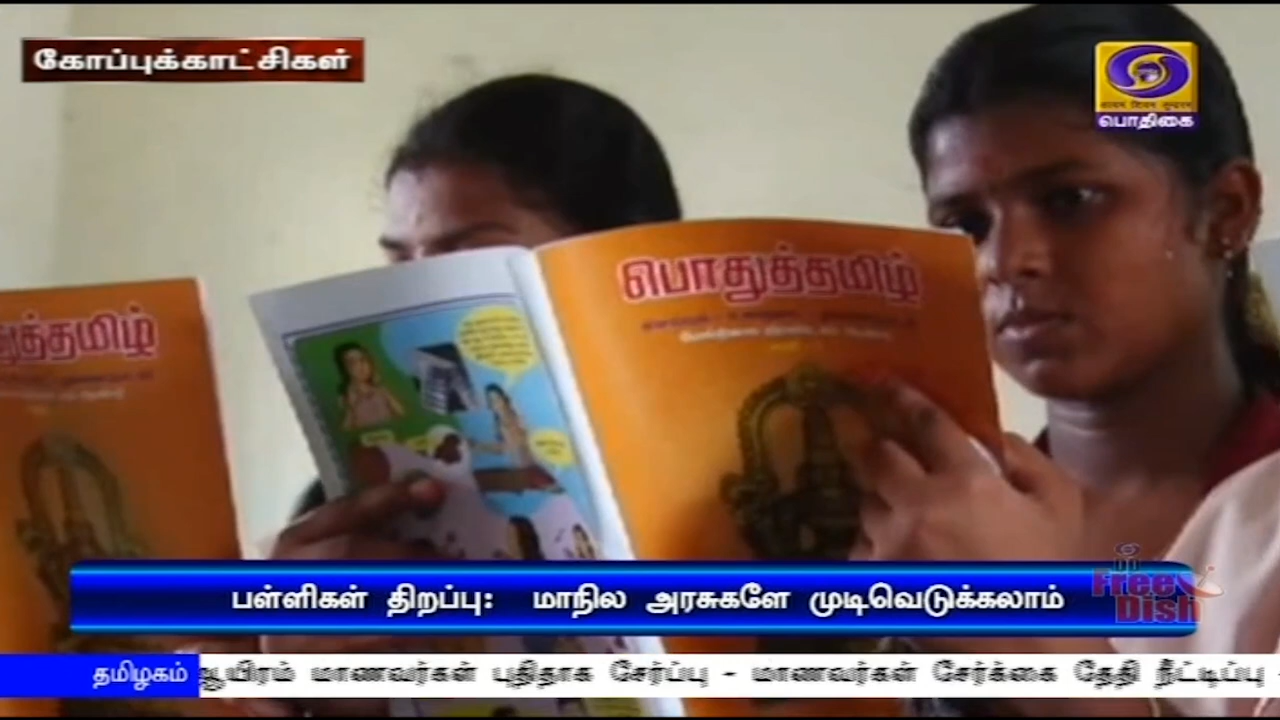 கோப்புக்காட்சிகள்
பொதிகை
பொதுத்தமிழ்
துத்தமிழ்
பள்ளிகள் திறப்பு: மாநில அரசுகளே முடிவெடுக்கலாம்
Free
Dish
தமிழகம் ஆயிரம் மாணவர்கள் புதிதாக சேர்ப்பு - மாணவர்கள் சேர்க்கை தேதி நீட்டிப்பு -